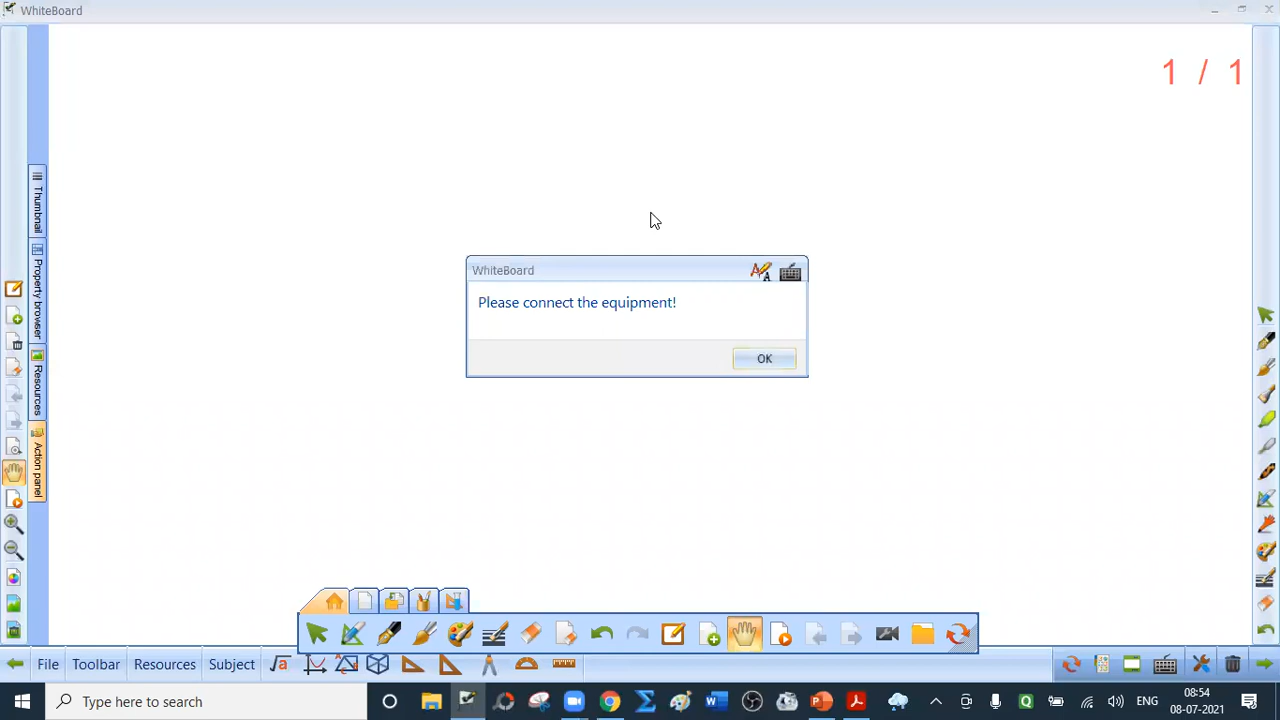 WhiteBoard
1 / 1
Thumbnail
Property browser
Resources
Action panel
WhiteBoard
Please connect the equipment!
OK
File Toolbar Resources Subject
Type here to search
ENG
08:54
08-07-2021